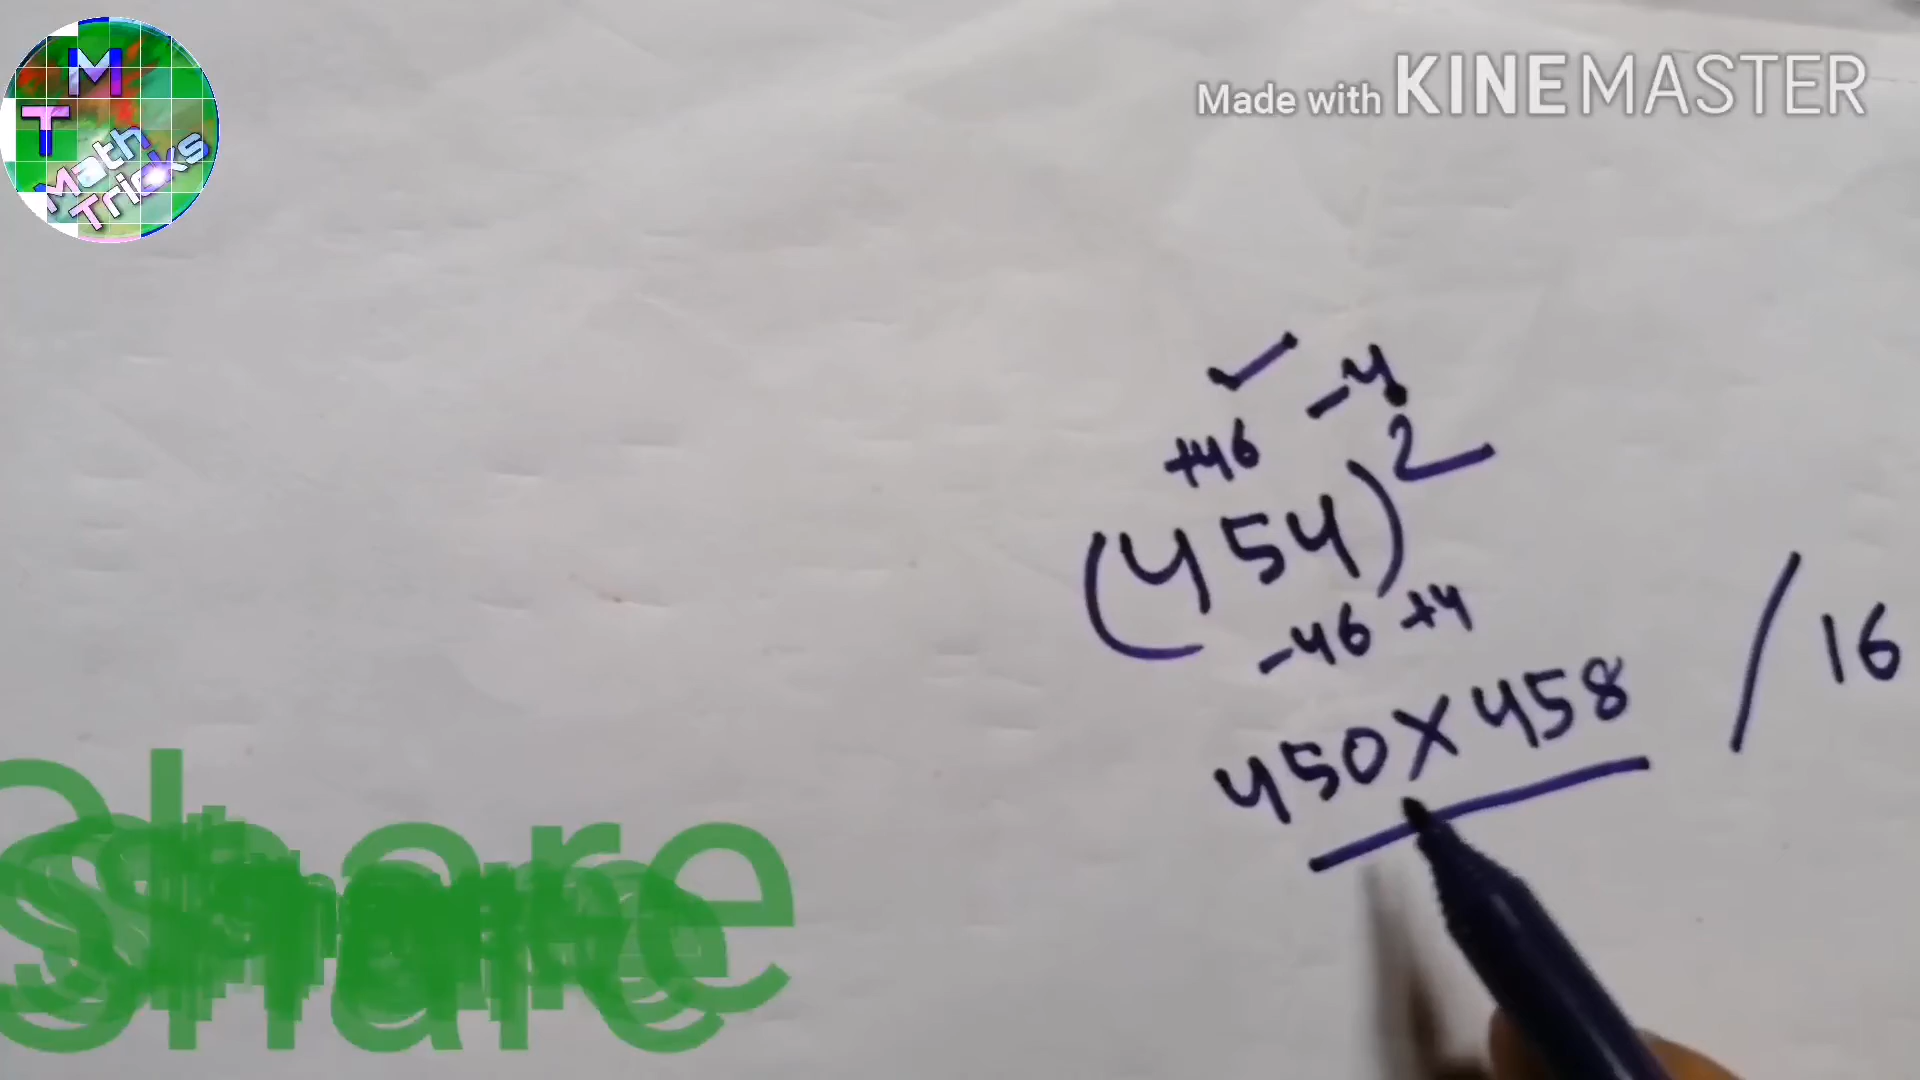 M
T
Math
Tricks
Made with KINEMASTER
-4
+46
(454)²
-46 +4
450×458 / 16
Share